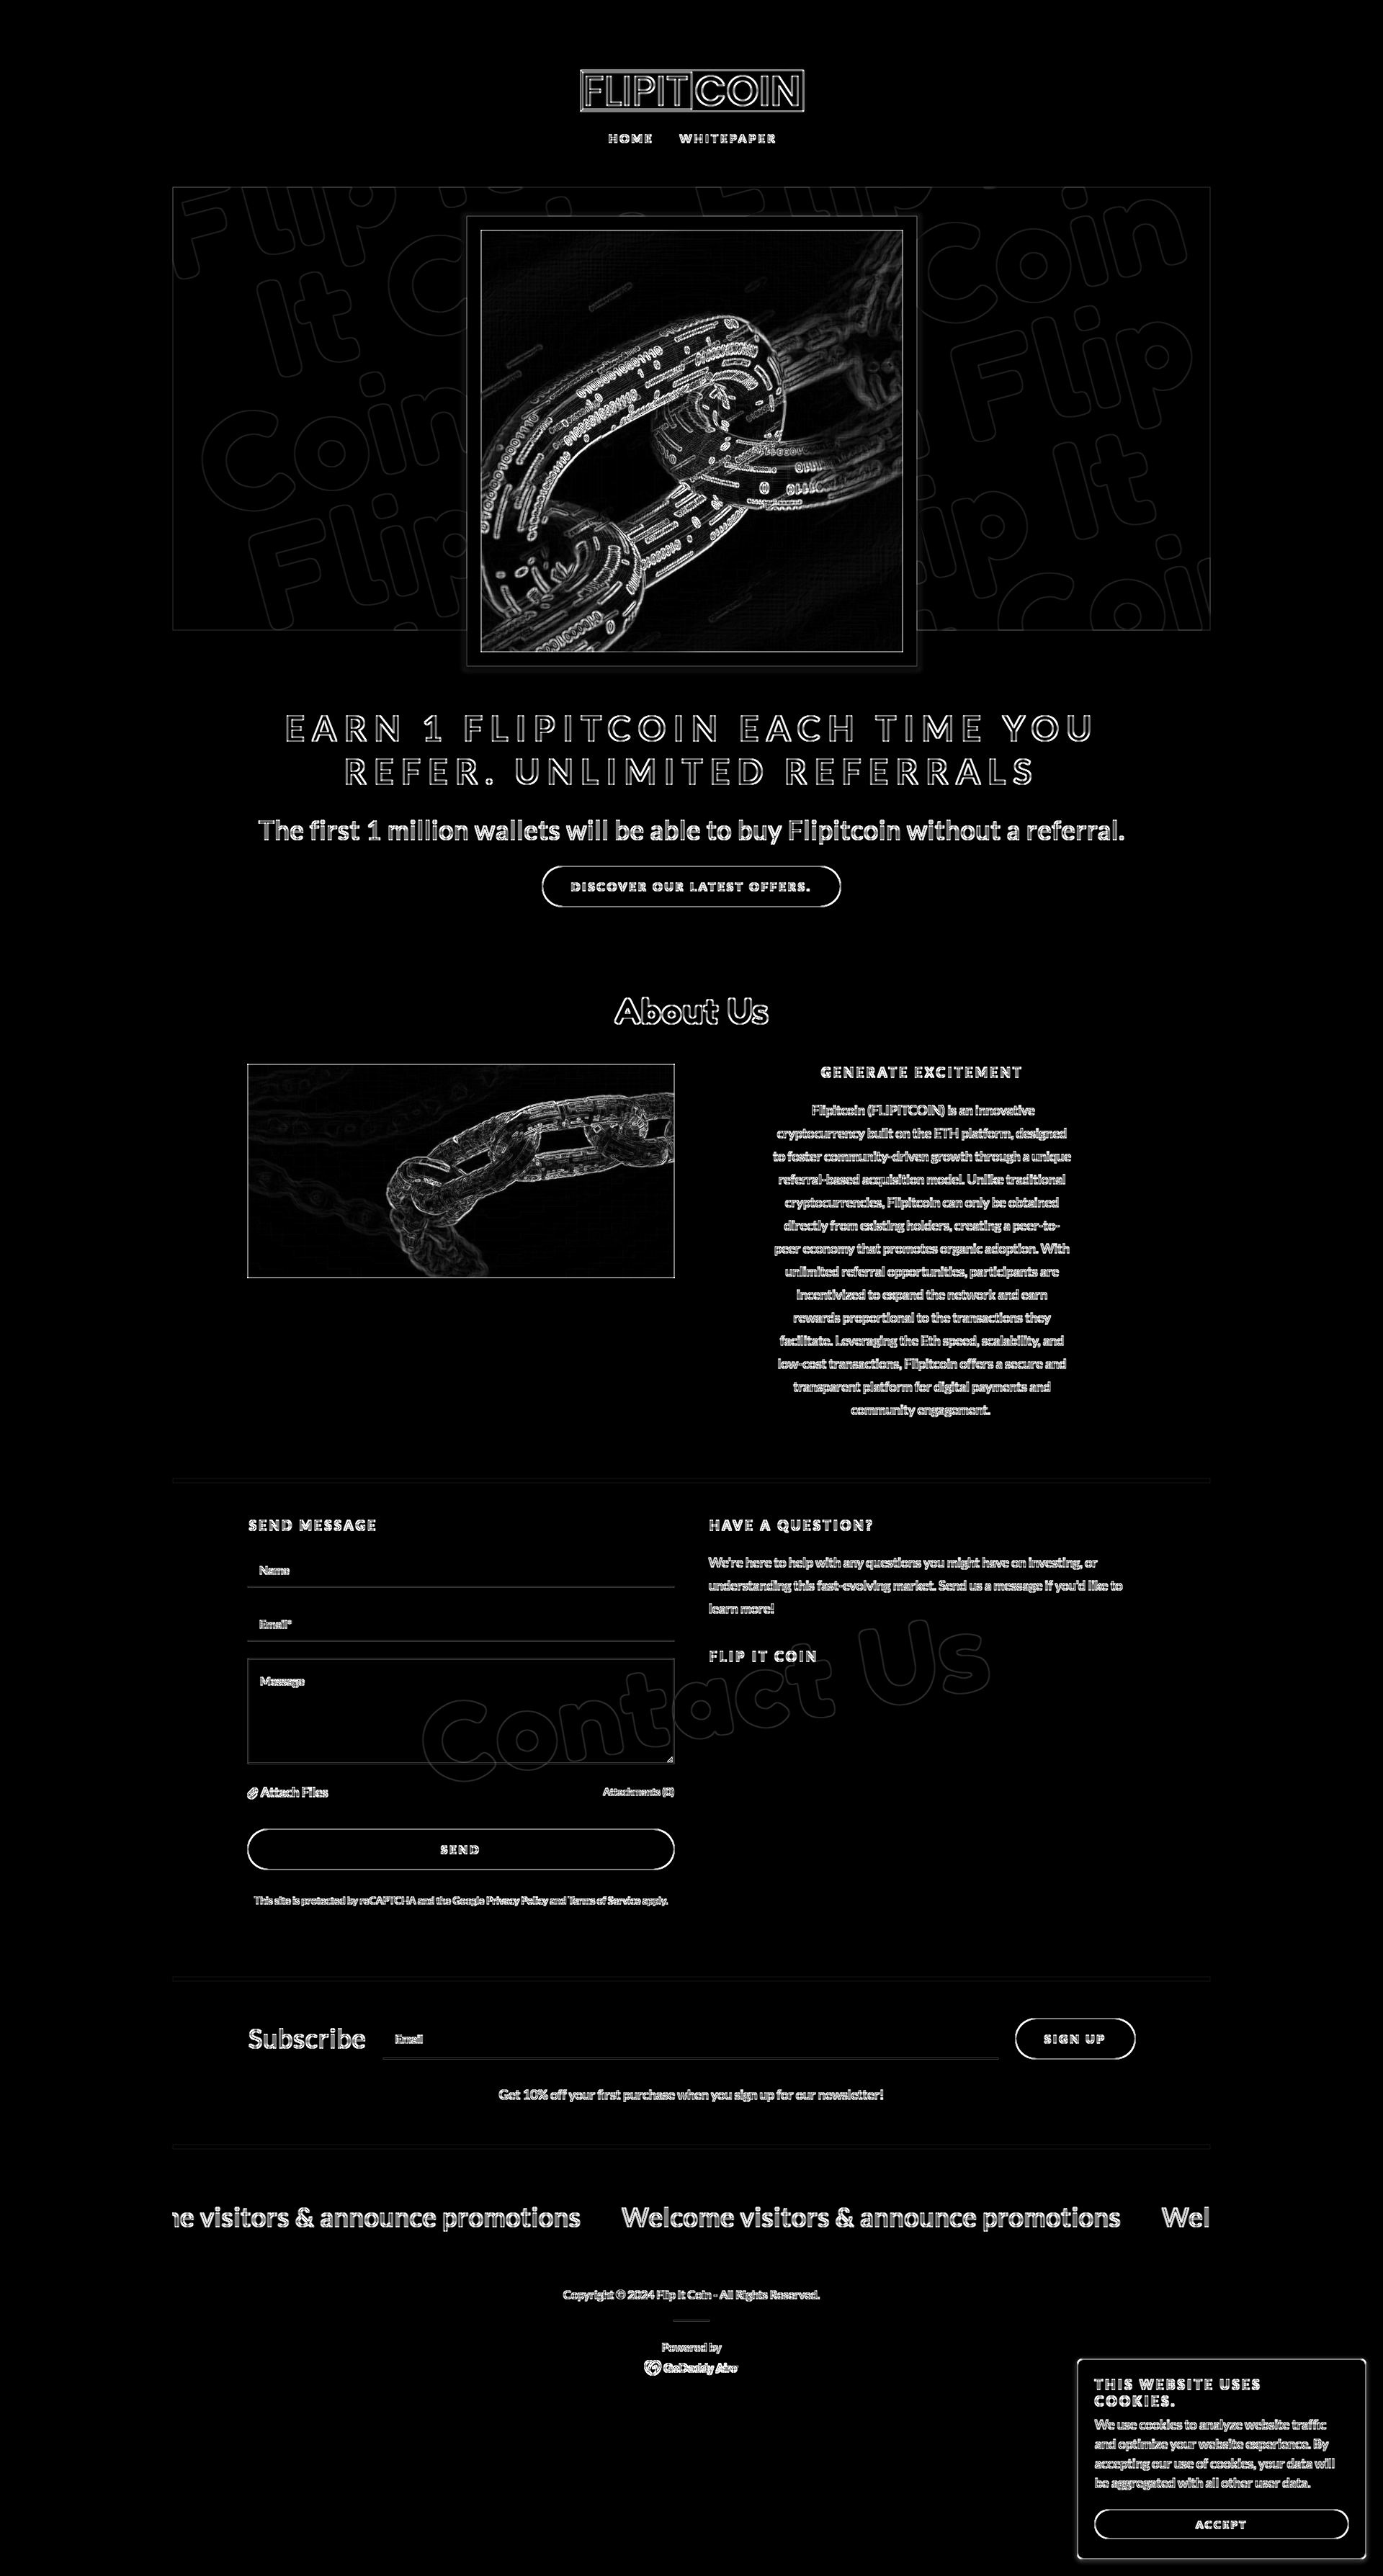 FLIPITCOIN
HOME WHITEPAPER
Flip It Coin Flip
It Coin Coin
Flip
Coin Flip It
Flip Flip It
Coin
EARN 1 FLIPITCOIN EACH TIME YOU
REFER. UNLIMITED REFERRALS
The first 1 million wallets will be able to buy Flipitcoin without a referral.
DISCOVER OUR LATEST OFFERS.
About Us
GENERATE EXCITEMENT
Flipitcoin (FLIPITCOIN) is an innovative
cryptocurrency built on the ETH platform, designed
to foster community-driven growth through a unique
referral-based acquisition model. Unlike traditional
cryptocurrencies, Flipitcoin can only be obtained
directly from existing holders, creating a peer-to-
peer economy that promotes organic adoption. With
unlimited referral opportunities, participants are
incentivized to expand the network and earn
rewards proportional to the transactions they
facilitate. Leveraging the Eth speed, scalability, and
low-cost transactions, Flipitcoin offers a secure and
transparent platform for digital payments and
community engagement.
SEND MESSAGE
Name
Email*
Message
Attach Files
Attachments (0)
SEND
This site is protected by reCAPTCHA and the Google Privacy Policy and Terms of Service apply.
HAVE A QUESTION?
We're here to help with any questions you might have on investing, or
understanding this fast-evolving market. Send us a message if you'd like to
learn more!
FLIP IT COIN
Contact Us
Subscribe
Email
SIGN UP
Get 10% off your first purchase when you sign up for our newsletter!
ne visitors & announce promotions Welcome visitors & announce promotions Wel
Copyright © 2024 Flip It Coin - All Rights Reserved.
Powered by
GoDaddy Airo
THIS WEBSITE USES
COOKIES.
We use cookies to analyze website traffic
and optimize your website experience. By
accepting our use of cookies, your data will
be aggregated with all other user data.
ACCEPT